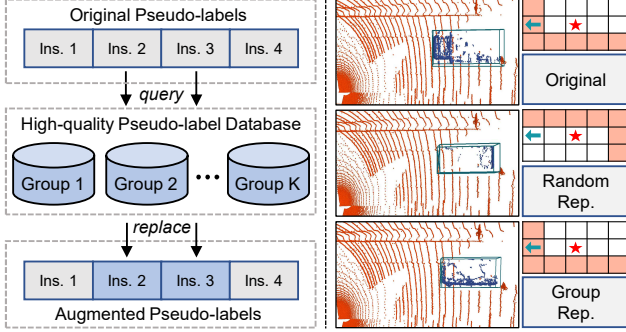 Original Pseudo-labels
Ins. 1 Ins. 2 Ins. 3 Ins. 4
query
High-quality Pseudo-label Database
Group 1 Group 2 ••• Group K
replace
Ins. 1 Ins. 2 Ins. 3 Ins. 4
Augmented Pseudo-labels
Original
Random
Rep.
Group
Rep.